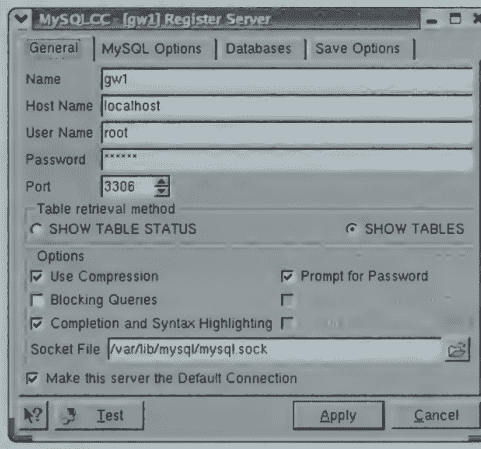 MySQLCC - [gw1] Register Server
General MySQL Options Databases Save Options
Name gw1
Host Name localhost
User Name root
Password ******
Port 3306
Table retrieval method
SHOW TABLE STATUS SHOW TABLES
Options
Use Compression Prompt for Password
Blocking Queries
Completion and Syntax Highlighting
Socket File /var/lib/mysql/mysql.sock
Make this server the Default Connection
Test Apply Cancel